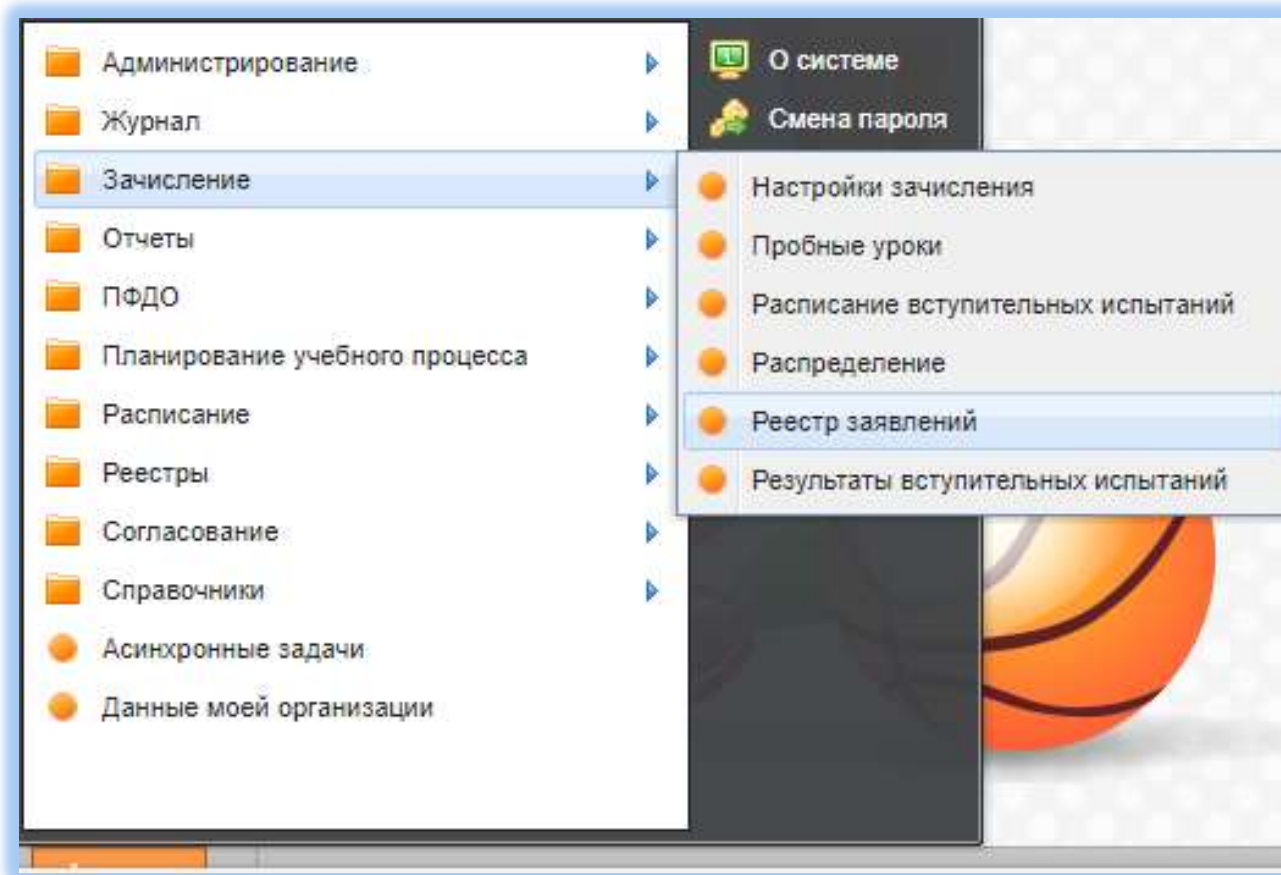 Администрирование
Журнал
Зачисление
Отчеты
ПФДО
Планирование учебного процесса
Расписание
Реестры
Согласование
Справочники
Асинхронные задачи
Данные моей организации
О системе
Смена пароля
Настройки зачисления
Пробные уроки
Расписание вступительных испытаний
Распределение
Реестр заявлений
Результаты вступительных испытаний